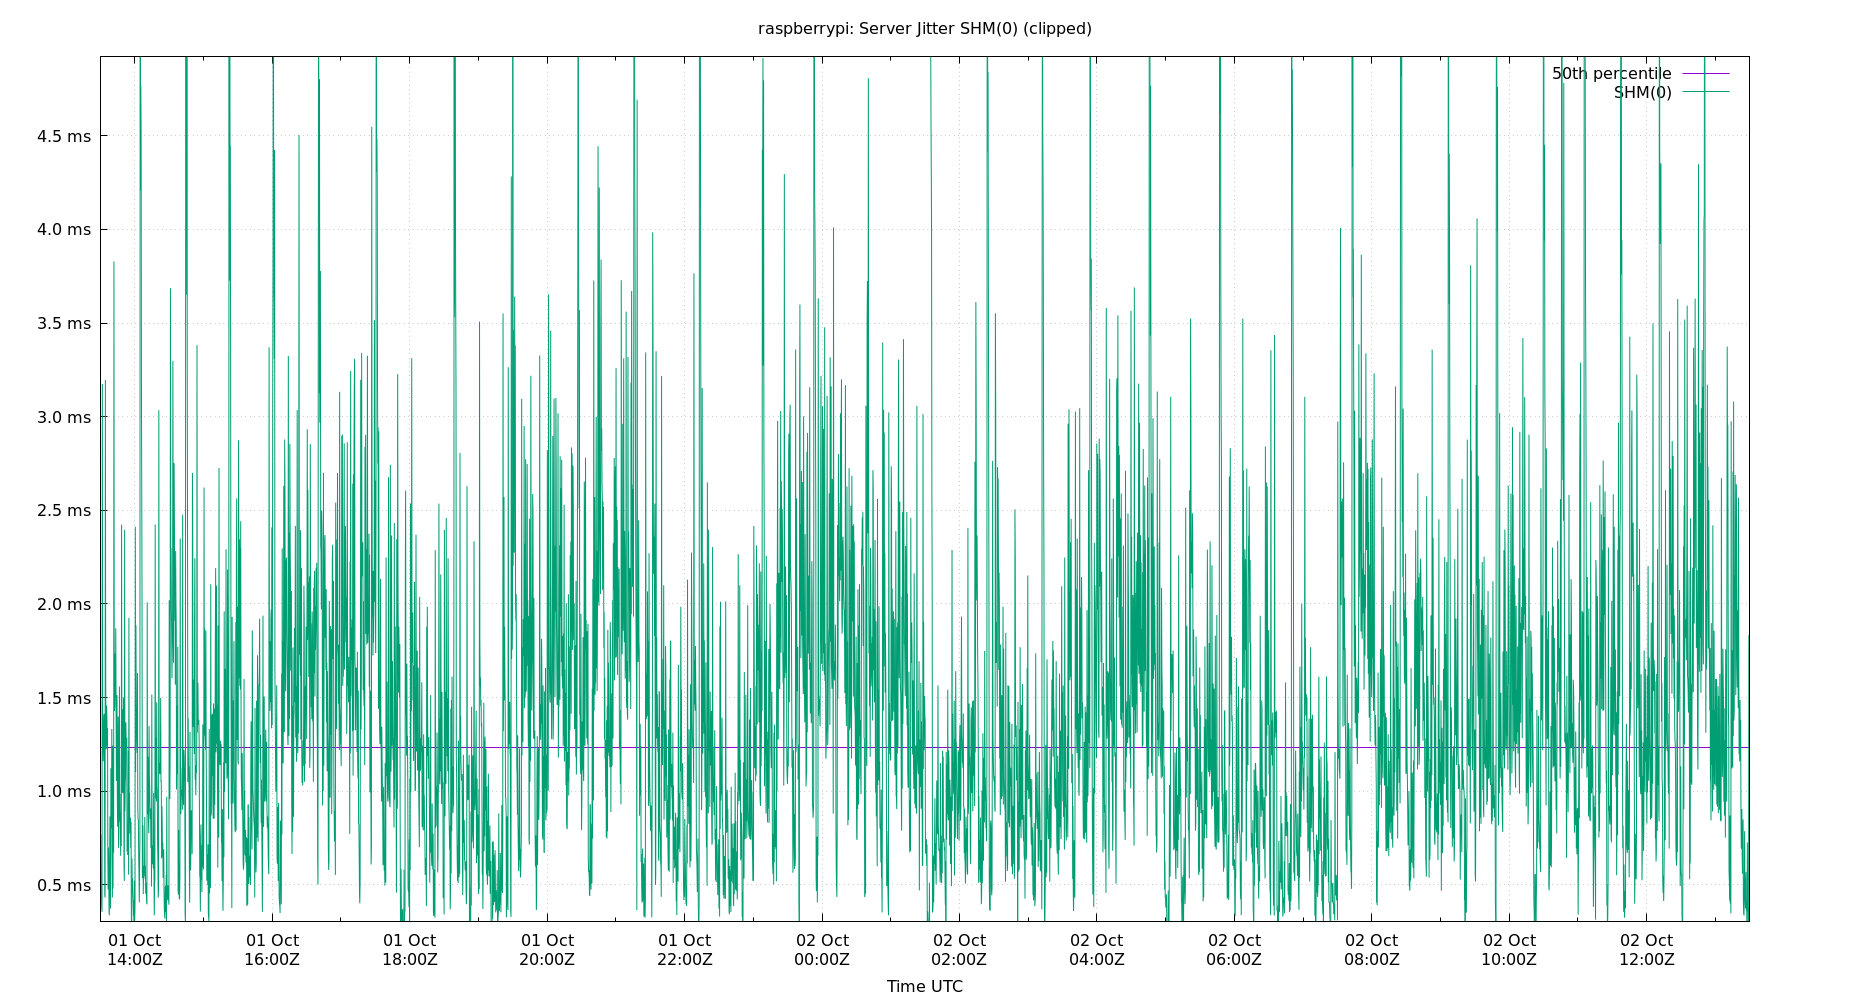 raspberrypi: Server Jitter SHM(0) (clipped)
50th percentile
SHM(0)
4.5 ms
4.0 ms
3.5 ms
3.0 ms
2.5 ms
2.0 ms
1.5 ms
1.0 ms
0.5 ms
01 Oct 01 Oct 01 Oct 01 Oct 01 Oct 02 Oct 02 Oct 02 Oct 02 Oct 02 Oct 02 Oct 02 Oct
14:00Z 16:00Z 18:00Z 20:00Z 22:00Z 00:00Z 02:00Z 04:00Z 06:00Z 08:00Z 10:00Z 12:00Z
Time UTC